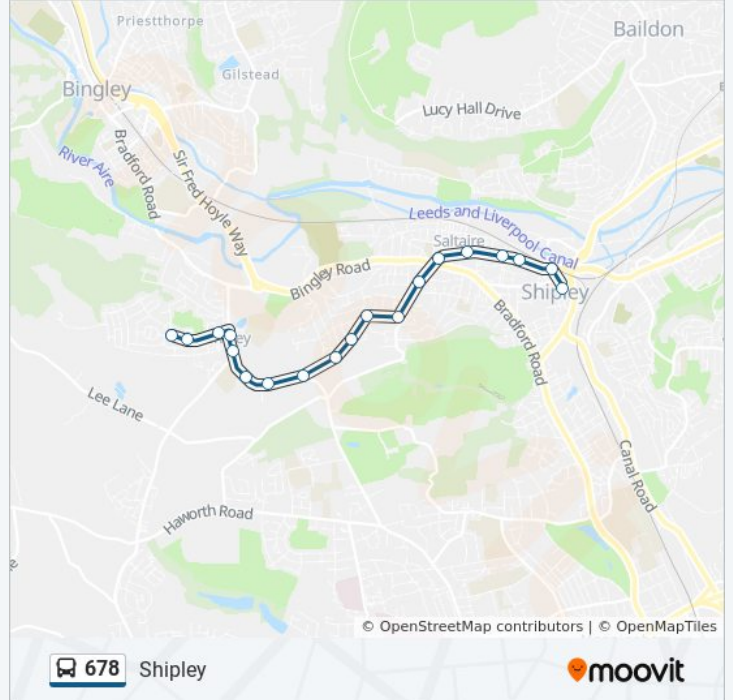 Priestthorpe
Baildon
Gilstead
Bingley
Lucy Hall Drive
Bradford Road
River Aire
Sir Fred Hoyle Way
Leeds and Liverpool Canal
Saltaire
Bingley Road
Shipley
Bradford Road
ey
Lee Lane
Canal Road
Haworth Road
© OpenStreetMap contributors | © OpenMapTiles
678 Shipley
moovit